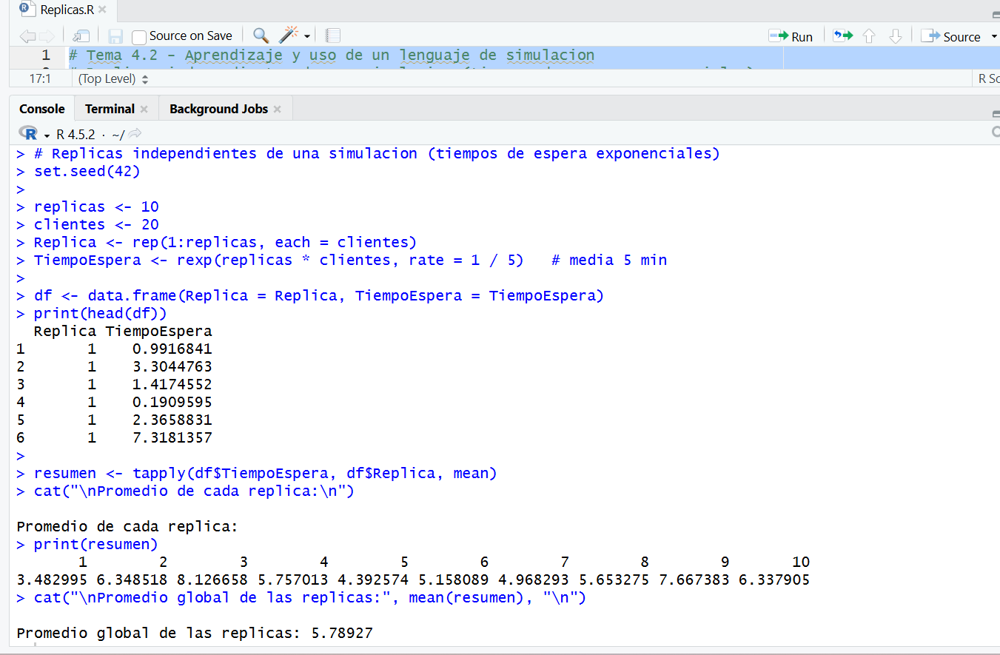 Replicas.R
Source on Save
Run
Source
1 # Tema 4.2 - Aprendizaje y uso de un lenguaje de simulacion
17:1 (Top Level)
Console Terminal Background Jobs
R 4.5.2 · ~/
> # Replicas independientes de una simulacion (tiempos de espera exponenciales)
> set.seed(42)
>
> replicas <- 10
> clientes <- 20
> Replica <- rep(1:replicas, each = clientes)
> TiempoEspera <- rexp(replicas * clientes, rate = 1 / 5)   # media 5 min
>
> df <- data.frame(Replica = Replica, TiempoEspera = TiempoEspera)
> print(head(df))
  Replica TiempoEspera
1       1    0.9916841
2       1    3.3044763
3       1    1.4174552
4       1    0.1909595
5       1    2.3658831
6       1    7.3181357
>
> resumen <- tapply(df$TiempoEspera, df$Replica, mean)
> cat("\nPromedio de cada replica:\n")
Promedio de cada replica:
> print(resumen)
       1        2        3        4        5        6        7        8        9       10
3.482995 6.348518 8.126658 5.757013 4.392574 5.158089 4.968293 5.653275 7.667383 6.337905
> cat("\nPromedio global de las replicas:", mean(resumen), "\n")
Promedio global de las replicas: 5.78927